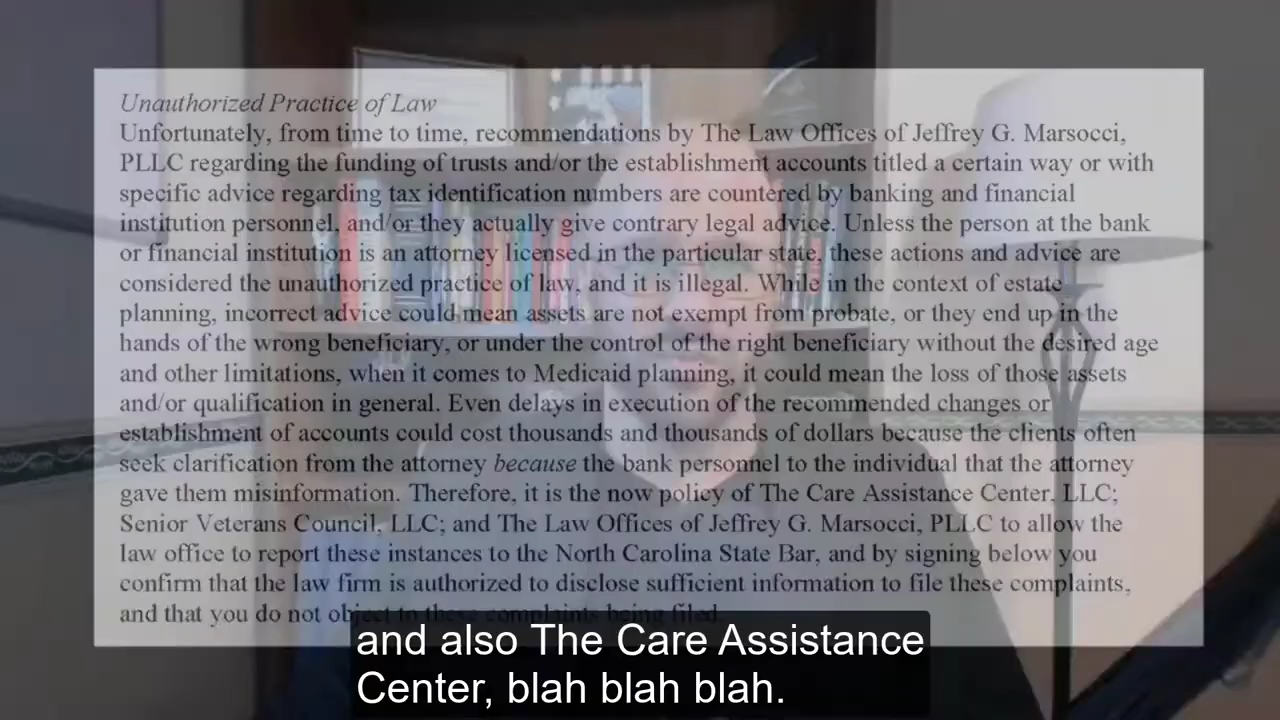 Unauthorized Practice of Law
Unfortunately, from time to time, recommendations by The Law Offices of Jeffrey G. Marsocci,
PLLC regarding the funding of trusts and/or the establishment accounts titled a certain way or with
specific advice regarding tax identification numbers are countered by banking and financial
institution personnel, and/or they actually give contrary legal advice. Unless the person at the bank
or financial institution is an attorney licensed in the particular state, these actions and advice are
considered the unauthorized practice of law, and it is illegal. While in the context of estate
planning, incorrect advice could mean assets are not exempt from probate, or they end up in the
hands of the wrong beneficiary, or under the control of the right beneficiary without the desired age
and other limitations, when it comes to Medicaid planning, it could mean the loss of those assets
and/or qualification in general. Even delays in execution of the recommended changes or
establishment of accounts could cost thousands and thousands of dollars because the clients often
seek clarification from the attorney because the bank personnel to the individual that the attorney
gave them misinformation. Therefore, it is the now policy of The Care Assistance Center. LLC;
Senior Veterans Council, LLC; and The Law Offices of Jeffrey G. Marsocci, PLLC to allow the
law office to report these instances to the North Carolina State Bar, and by signing below you
confirm that the law firm is authorized to disclose sufficient information to file these complaints,
and that you do not object to these complaints being filed.
and also The Care Assistance
Center, blah blah blah.